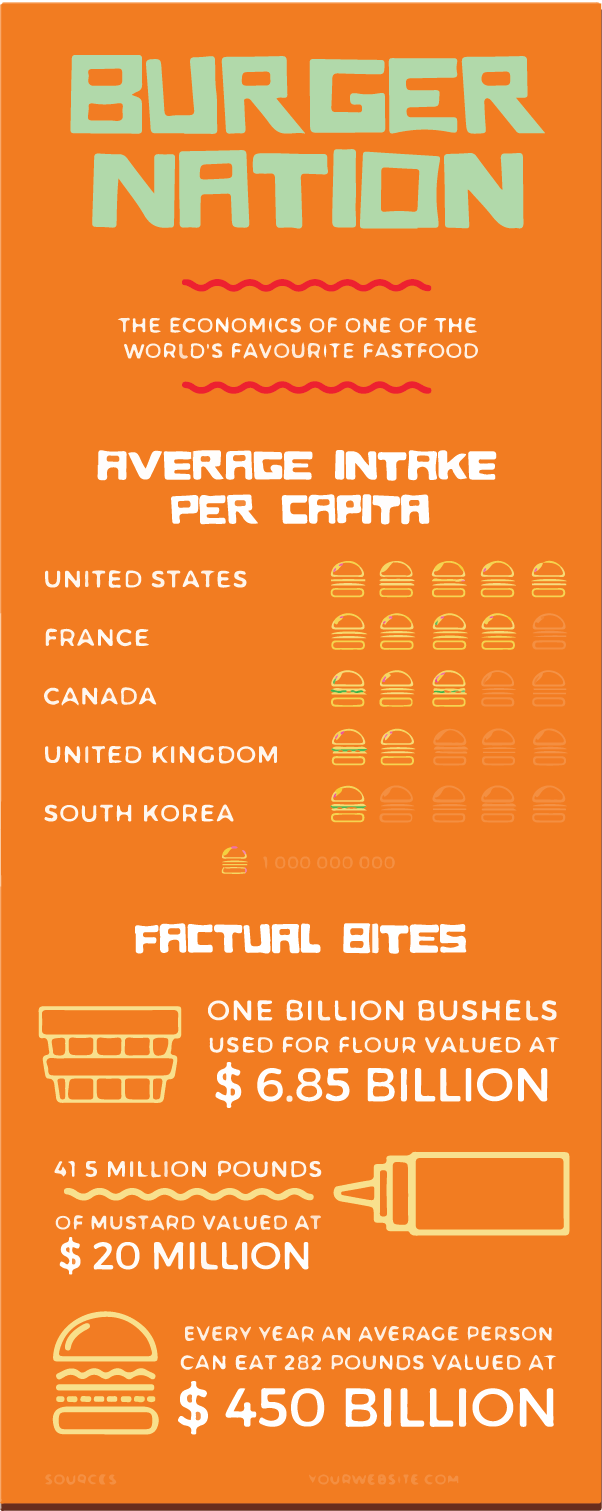 BURGER
NATION
THE ECONOMICS OF ONE OF THE
WORLD'S FAVOURITE FASTFOOD
AVERAGE INTAKE
PER CAPITA
UNITED STATES
FRANCE
CANADA
UNITED KINGDOM
SOUTH KOREA
1 000 000 000
FACTUAL BITES
ONE BILLION BUSHELS
USED FOR FLOUR VALUED AT
$ 6.85 BILLION
41 5 MILLION POUNDS
OF MUSTARD VALUED AT
$ 20 MILLION
EVERY YEAR AN AVERAGE PERSON
CAN EAT 282 POUNDS VALUED AT
$ 450 BILLION
SOURCES
YOURWEBSITE COM